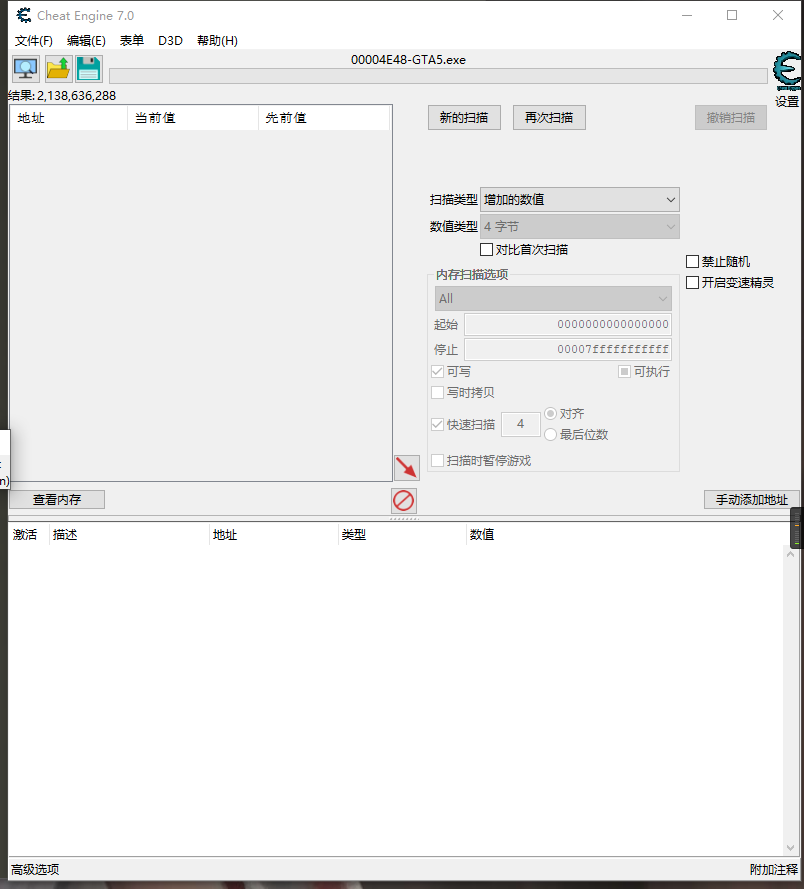 Cheat Engine 7.0
文件(F) 编辑(E) 表单 D3D 帮助(H)
00004E48-GTA5.exe
结果:2,138,636,288
设置
地址 当前值 先前值
新的扫描 再次扫描 撤销扫描
扫描类型 增加的数值
数值类型 4 字节
对比首次扫描
禁止随机
开启变速精灵
内存扫描选项
All
起始 0000000000000000
停止 00007fffffffffff
可写 可执行
写时拷贝
快速扫描 4 对齐
最后位数
扫描时暂停游戏
n)
查看内存 手动添加地址
激活 描述 地址 类型 数值
高级选项 附加注释